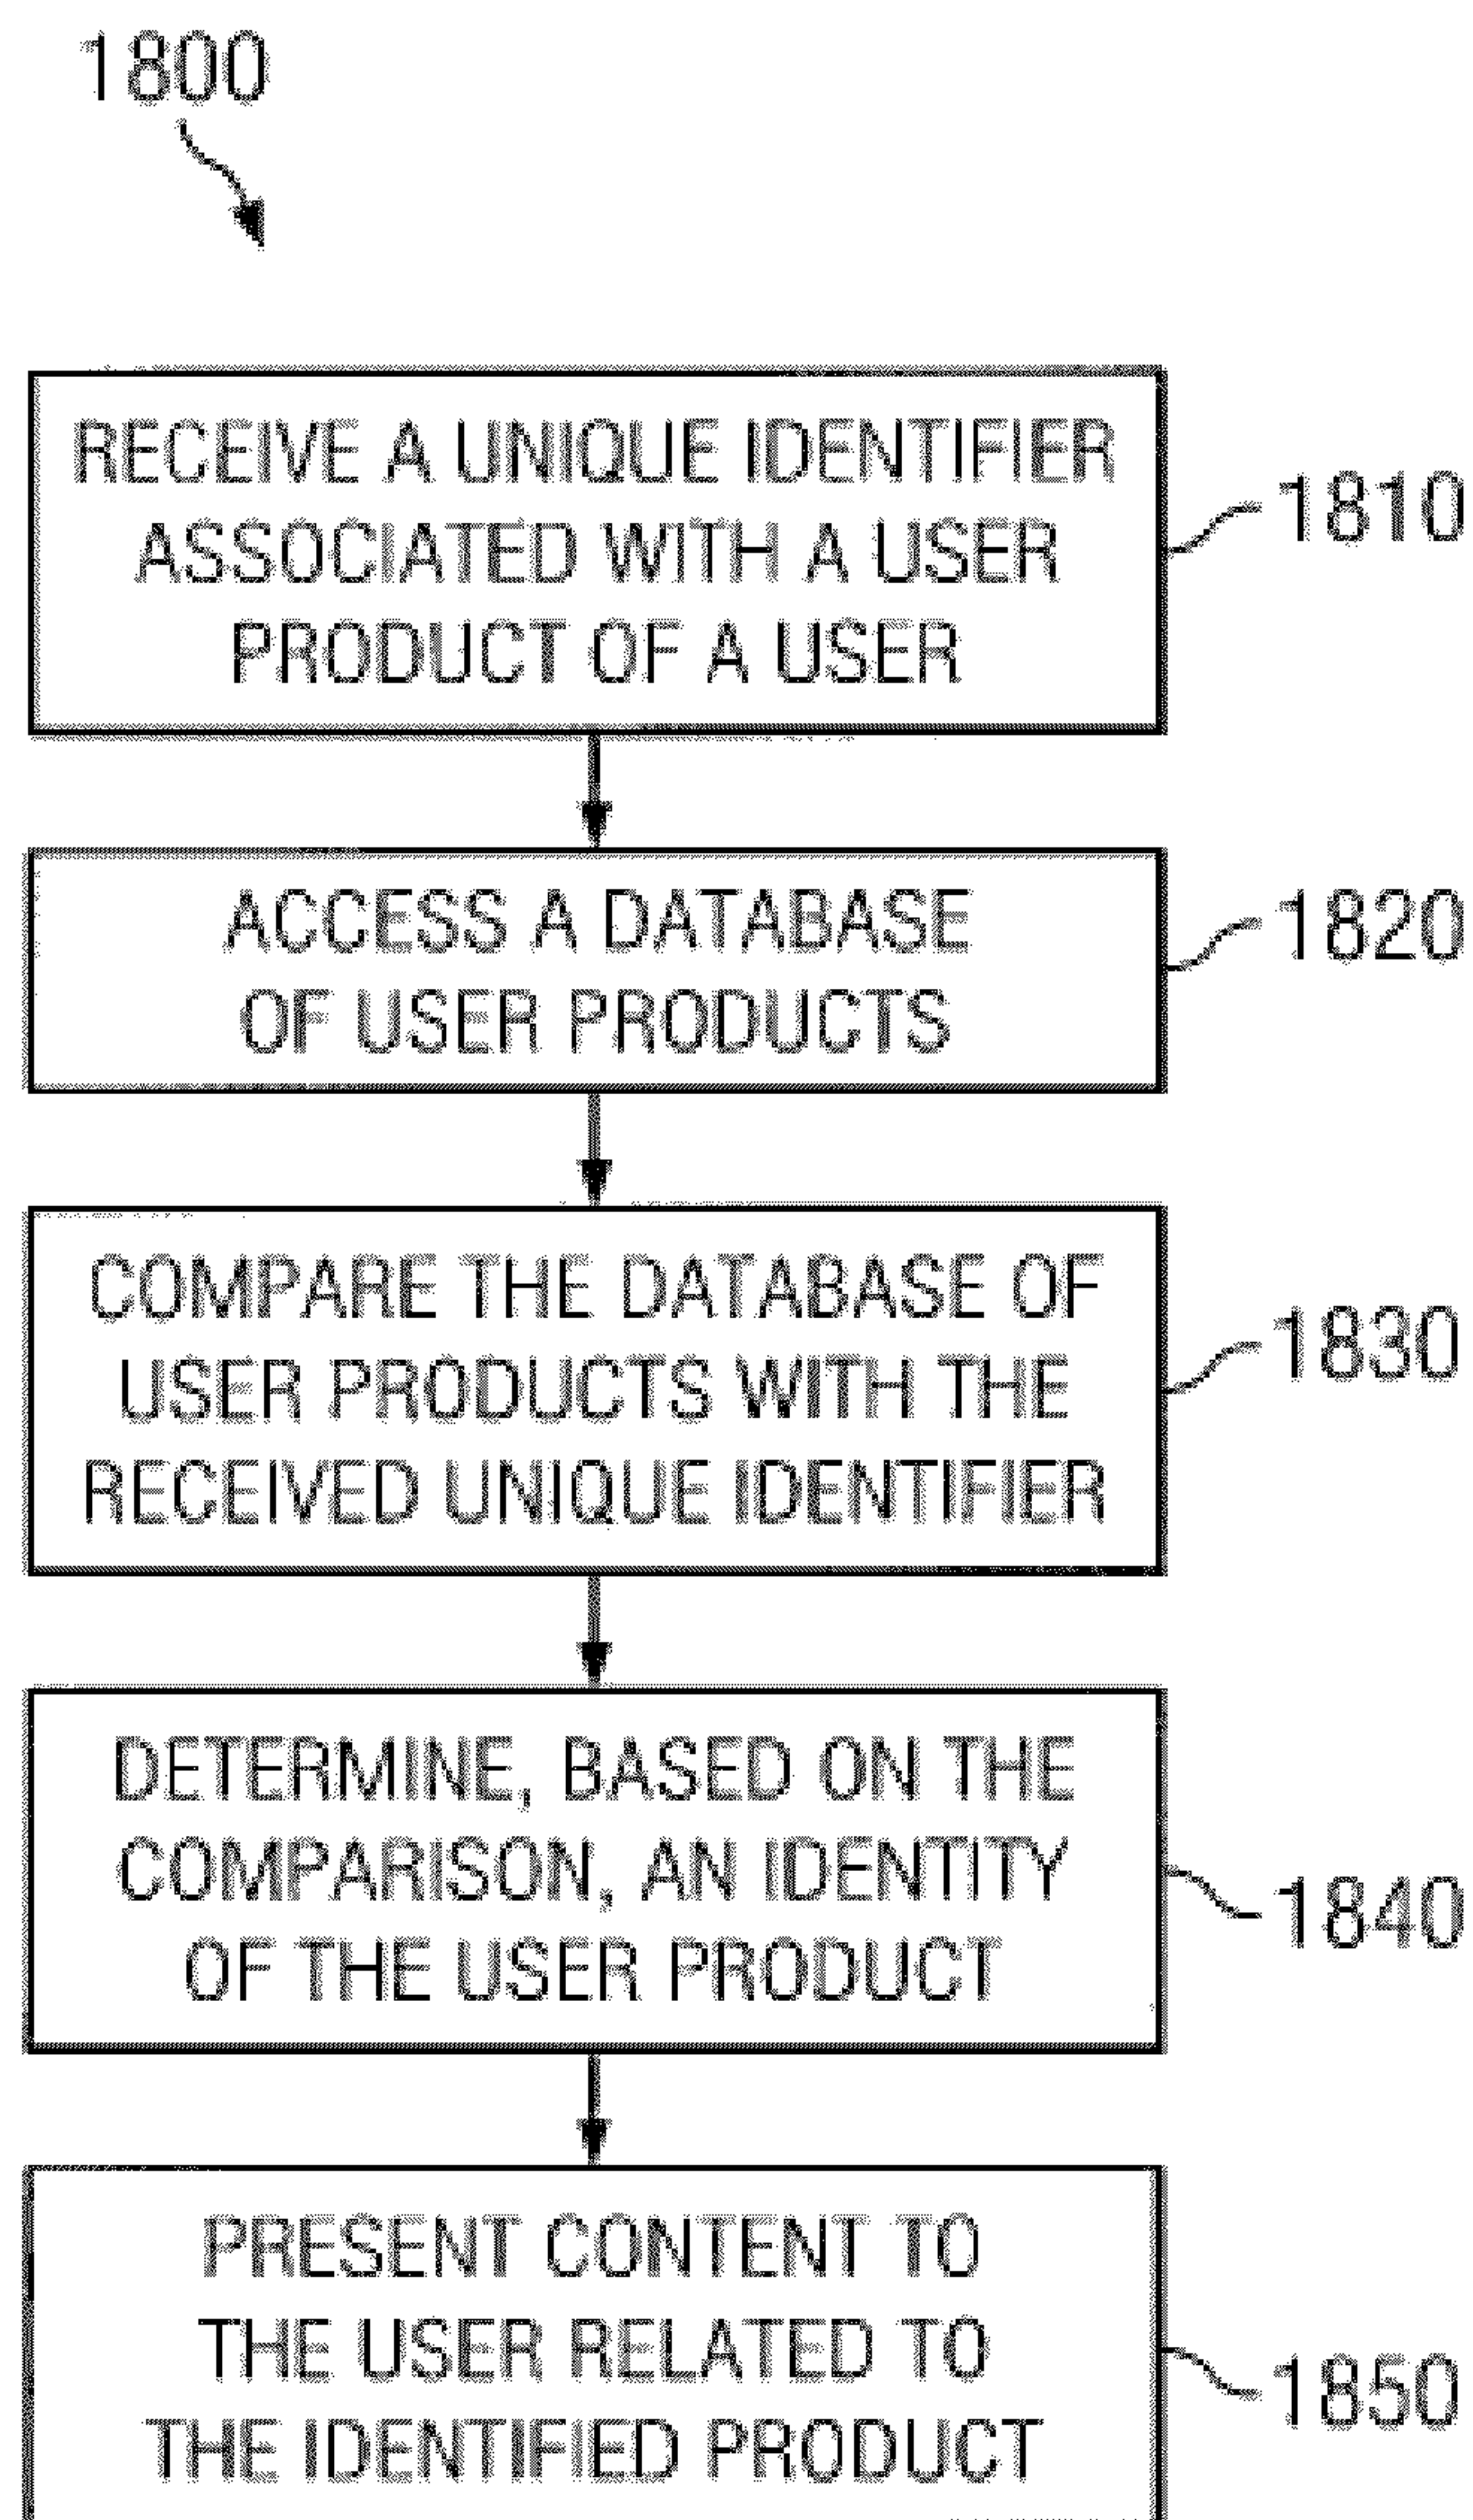 1800
RECEIVE A UNIQUE IDENTIFIER
ASSOCIATED WITH A USER
PRODUCT OF A USER
1810
ACCESS A DATABASE
OF USER PRODUCTS
1820
COMPARE THE DATABASE OF
USER PRODUCTS WITH THE
RECEIVED UNIQUE IDENTIFIER
1830
DETERMINE, BASED ON THE
COMPARISON, AN IDENTITY
OF THE USER PRODUCT
1840
PRESENT CONTENT TO
THE USER RELATED TO
THE IDENTIFIED PRODUCT
1850